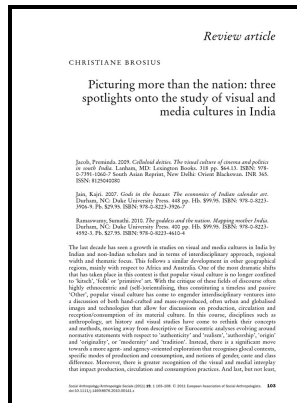 Review article
CHRISTIANE BROSIUS
Picturing more than the nation: three
spotlights onto the study of visual and
media cultures in India
Jacob, Preminda. 2009. Celluloid deities. The visual culture of cinema and politics
in south India. Lanham, MD: Lexington Books. 318 pp. $64.13. ISBN: 978-
0-7391-1060-7 South Asian Reprint, New Delhi: Orient Blackswan. INR 365.
ISSN: 8125040080
Jain, Kajri. 2007. Gods in the bazaar. The economies of Indian calendar art.
Durham, NC: Duke University Press. 448 pp. Hb. $99.95. ISBN: 978-0-8223-
3906-9. Pb. $29.95. ISBN: 978-0-8223-3926-7
Ramaswamy, Sumathi. 2010. The goddess and the nation. Mapping mother India.
Durham, NC: Duke University Press. 400 pp. Hb. $99.95. ISBN: 978-0-8223-
4592-3. Pb. $27.95. ISBN: 978-0-8223-4610-4
The last decade has seen a growth in studies on visual and media cultures in India by
Indian and non-Indian scholars and in terms of interdisciplinary approach, regional
width and thematic focus. This follows a similar development in other geographical
regions, mainly with respect to Africa and Australia. One of the most dramatic shifts
that has taken place in this context is that popular visual culture is no longer confined
to 'kitsch', 'folk' or 'primitive' art. With the critique of these fields of discourse often
highly ethnocentric and (self-)orientalising, thus constituting a timeless and passive
'Other', popular visual culture has come to engender interdisciplinary ventures into
a discussion of both hand-crafted and mass-reproduced, often urban and globalised
images and technologies that allow for discussions on production, circulation and
reception/consumption of its material culture. In this course, disciplines such as
anthropology, art history and visual studies have come to rethink their concepts
and methods, moving away from descriptive or Eurocentric analyses evolving around
normative statements with respect to 'authenticity' and 'realism', 'authorship', 'origin'
and 'originality', or 'modernity' and 'tradition'. Instead, there is a significant move
towards a more agent- and agency-oriented exploration that recognises glocal contexts,
specific modes of production and consumption, and notions of gender, caste and class
difference. Moreover, there is greater recognition of the visual and medial interplay
that impact production, circulation and consumption practices. And last, but not least,
Social Anthropology/Anthropologie Sociale (2011) 19, 1 103–109. © 2011 European Association of Social Anthropologists. 103